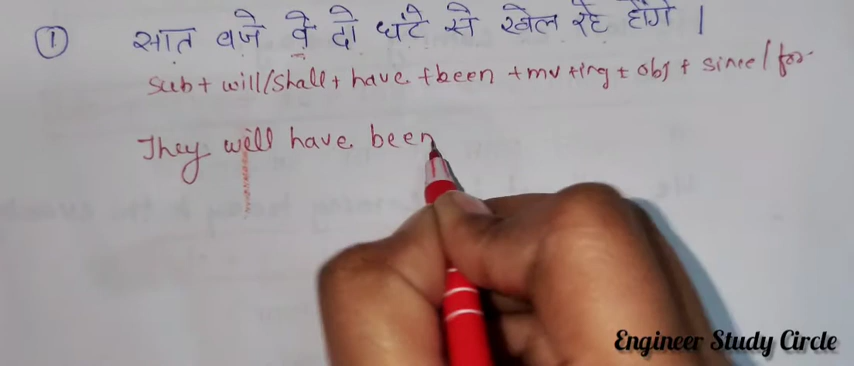 ① सात वजे वे दो घंटे से खेल रहे होंगे ।
Sub + will/shall + have + been + mv + ing + obj + since/for.
They will have been
Engineer Study Circle